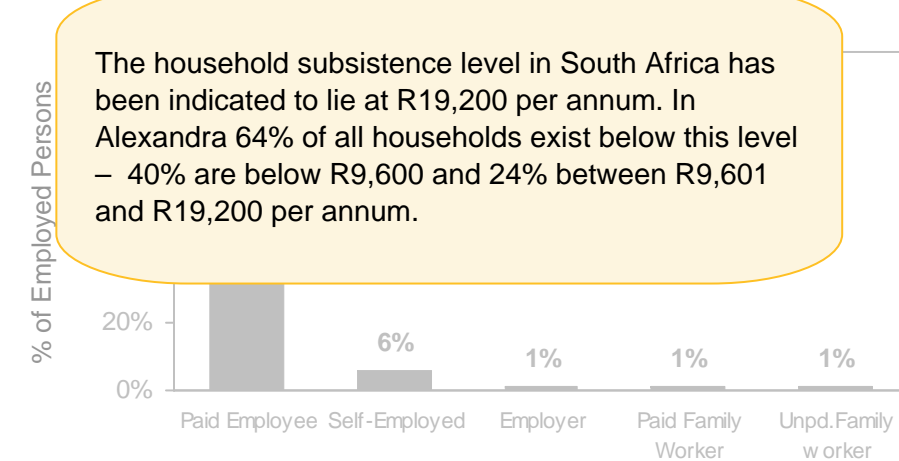 The household subsistence level in South Africa has
been indicated to lie at R19,200 per annum. In
Alexandra 64% of all households exist below this level
– 40% are below R9,600 and 24% between R9,601
and R19,200 per annum.
% of Employed Persons
20%
0%
6%
1%
1%
1%
Paid Employee
Self-Employed
Employer
Paid Family
Worker
Unpd.Family
w orker